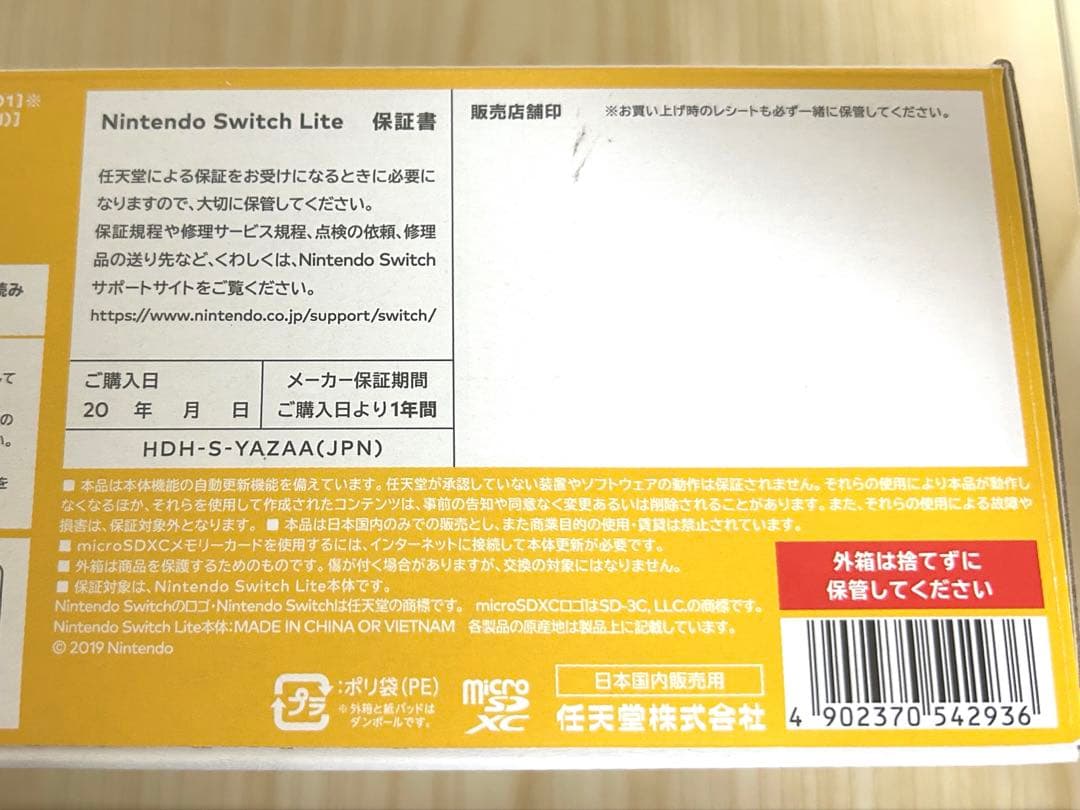 01]※
U)]
Nintendo Switch Lite 保証書
任天堂による保証をお受けになるときに必要に
なりますので、大切に保管してください。
保証規程や修理サービス規程、点検の依頼、修理
品の送り先など、くわしくは、Nintendo Switch
サポートサイトをご覧ください。
https://www.nintendo.co.jp/support/switch/
ご購入日
20 年 月 日
メーカー保証期間
ご購入日より1年間
HDH-S-YAZAA(JPN)
販売店舗印 ※お買い上げ時のレシートも必ず一緒に保管してください。
読み
して
の
い。
を
■ 本品は本体機能の自動更新機能を備えています。任天堂が承認していない装置やソフトウェアの動作は保証されません。それらの使用により本品が動作し
なくなるほか、それらを使用して作成されたコンテンツは、事前の告知や同意なく変更あるいは削除されることがあります。また、それらの使用による故障や
損害は、保証対象外となります。 ■ 本品は日本国内のみでの販売とし、また商業目的の使用・賃貸は禁止されています。
■ microSDXCメモリーカードを使用するには、インターネットに接続して本体更新が必要です。
■ 外箱は商品を保護するためのものです。傷が付く場合がありますが、交換の対象にはなりません。
■ 保証対象は、Nintendo Switch Lite本体です。
Nintendo Switchのロゴ・Nintendo Switchは任天堂の商標です。 microSDXCロゴはSD-3C, LLC.の商標です。
Nintendo Switch Lite本体:MADE IN CHINA OR VIETNAM 各製品の原産地は製品上に記載しています。
© 2019 Nintendo
外箱は捨てずに
保管してください
プラ
:ポリ袋(PE)
※外箱と紙パッドは
ダンボールです。
micro
SD
XC
日本国内販売用
任天堂株式会社
4 902370 542936